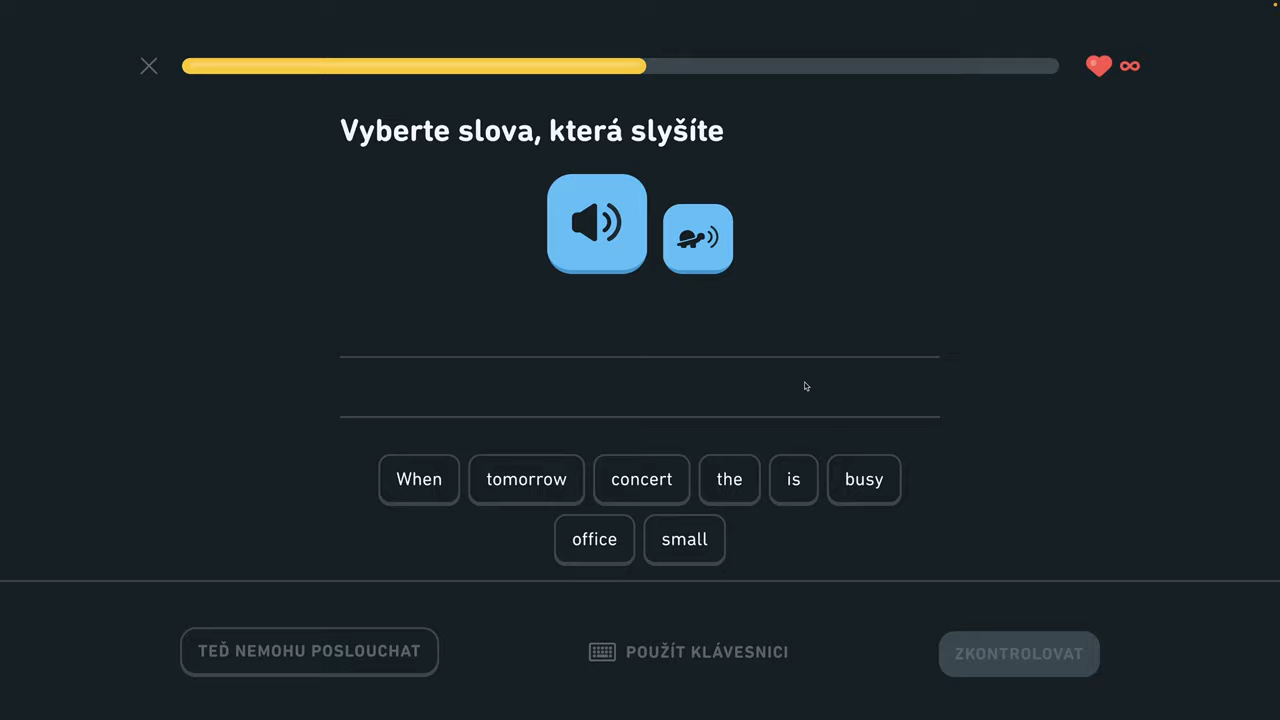 Vyberte slova, která slyšíte
When tomorrow concert the is busy
office small
TEĎ NEMOHU POSLOUCHAT POUŽÍT KLÁVESNICI ZKONTROLOVAT